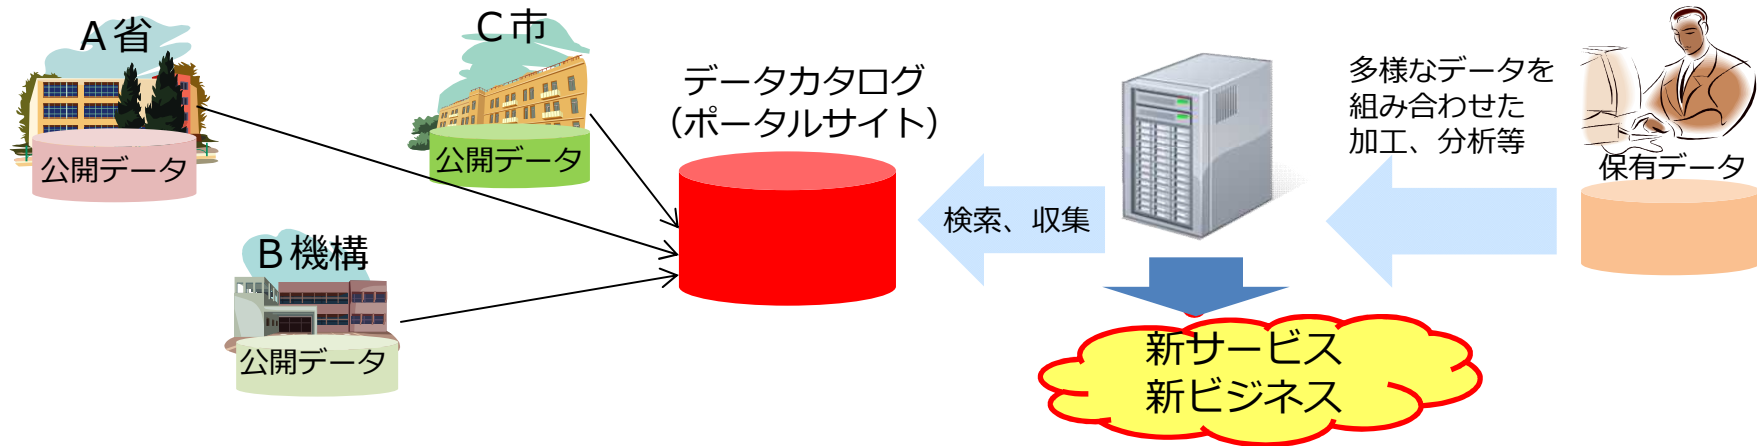 A省
公開データ
C市
公開データ
B機構
公開データ
データカタログ
（ポータルサイト）
検索、収集
多様なデータを
組み合わせた
加工、分析等
保有データ
新サービス
新ビジネス